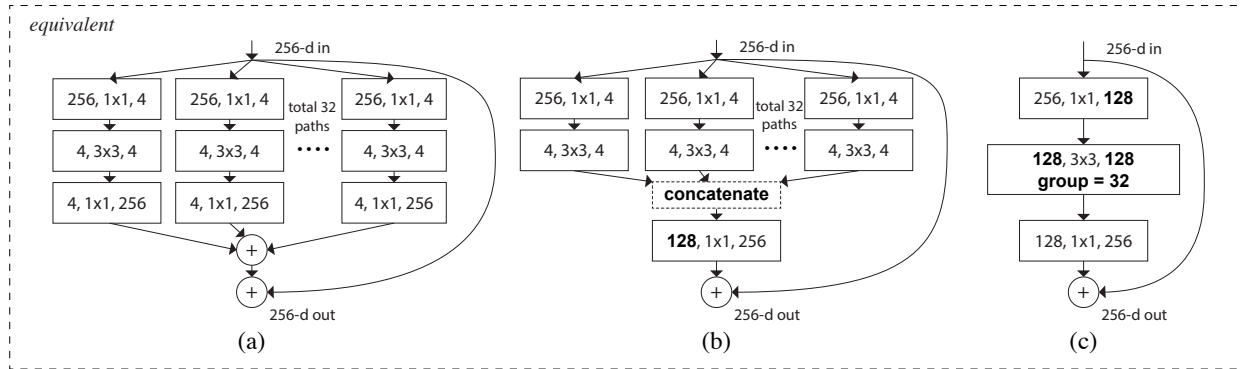 equivalent
256-d in
256, 1x1, 4
256, 1x1, 4
total 32
paths
256, 1x1, 4
4, 3x3, 4
4, 3x3, 4
....
4, 3x3, 4
4, 1x1, 256
4, 1x1, 256
4, 1x1, 256
+
+
256-d out
(a)
256-d in
256, 1x1, 4
256, 1x1, 4
total 32
paths
256, 1x1, 4
4, 3x3, 4
4, 3x3, 4
....
4, 3x3, 4
concatenate
128, 1x1, 256
+
256-d out
(b)
256-d in
256, 1x1, 128
128, 3x3, 128
group = 32
128, 1x1, 256
+
256-d out
(c)